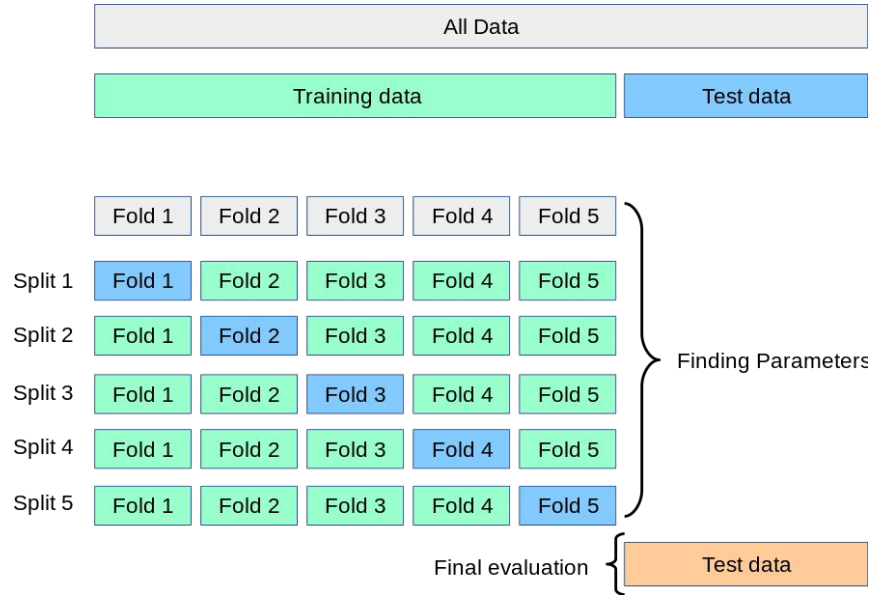 All Data
Training data Test data
Fold 1 Fold 2 Fold 3 Fold 4 Fold 5
Split 1 Fold 1 Fold 2 Fold 3 Fold 4 Fold 5
Split 2 Fold 1 Fold 2 Fold 3 Fold 4 Fold 5
Finding Parameters
Split 3 Fold 1 Fold 2 Fold 3 Fold 4 Fold 5
Split 4 Fold 1 Fold 2 Fold 3 Fold 4 Fold 5
Split 5 Fold 1 Fold 2 Fold 3 Fold 4 Fold 5
Final evaluation Test data